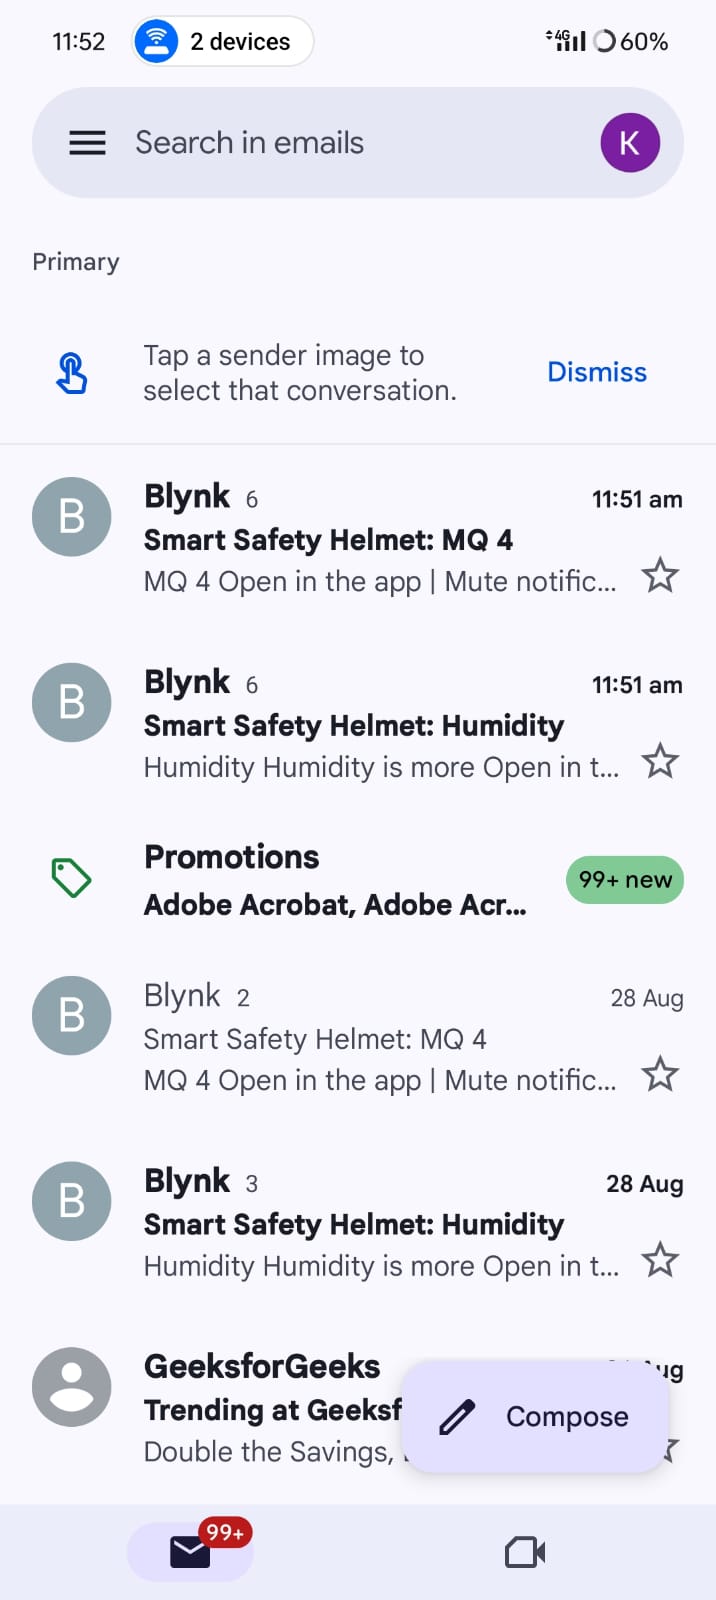 11:52
2 devices
4G
60%
Search in emails
K
Primary
Tap a sender image to
select that conversation.
Dismiss
B
Blynk 6
11:51 am
Smart Safety Helmet: MQ 4
MQ 4 Open in the app | Mute notific...
B
Blynk 6
11:51 am
Smart Safety Helmet: Humidity
Humidity Humidity is more Open in t...
Promotions
99+ new
Adobe Acrobat, Adobe Acr...
B
Blynk 2
28 Aug
Smart Safety Helmet: MQ 4
MQ 4 Open in the app | Mute notific...
B
Blynk 3
28 Aug
Smart Safety Helmet: Humidity
Humidity Humidity is more Open in t...
GeeksforGeeks
Trending at Geeksf
Double the Savings,
Compose
99+